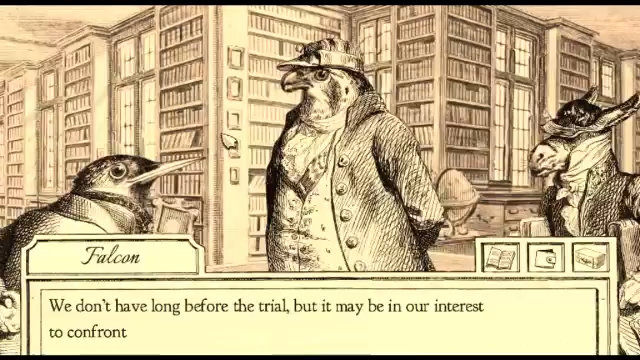 Falcon
We don't have long before the trial, but it may be in our interest
to confront